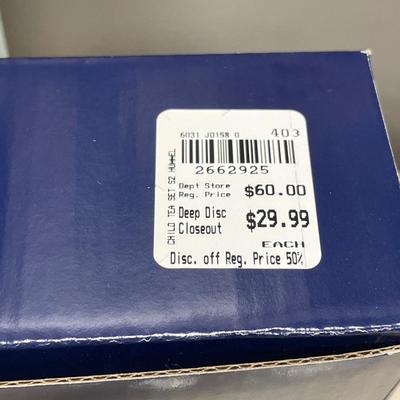 6031 J0158 0 403
2662925
Dept Store
Reg. Price $60.00
Deep Disc
Closeout $29.99
EACH
Disc. off Reg. Price 50%
CHILD TEA SET S2 HUMMEL